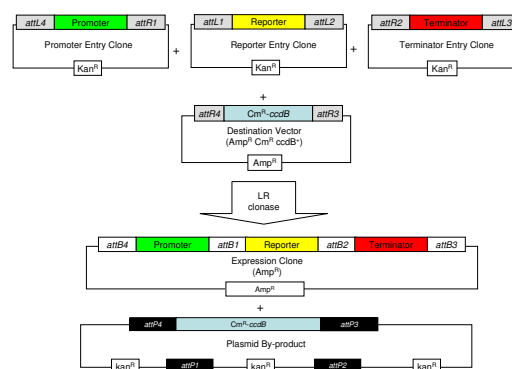 attL4 Promoter attR1
attL1 Reporter attL2
attR2 Terminator attL3
Promoter Entry Clone
+
Reporter Entry Clone
+
Terminator Entry Clone
Kanᴿ
Kanᴿ
Kanᴿ
+
attR4 Cmᴿ-ccdB attR3
Destination Vector
(Ampᴿ Cmᴿ ccdB⁺)
Ampᴿ
LR
clonase
attB4 Promoter attB1 Reporter attB2 Terminator attB3
Expression Clone
(Ampᴿ)
Ampᴿ
+
attP4 Cmᴿ-ccdB attP3
Plasmid By-product
kanᴿ attP1 kanᴿ attP2 kanᴿ